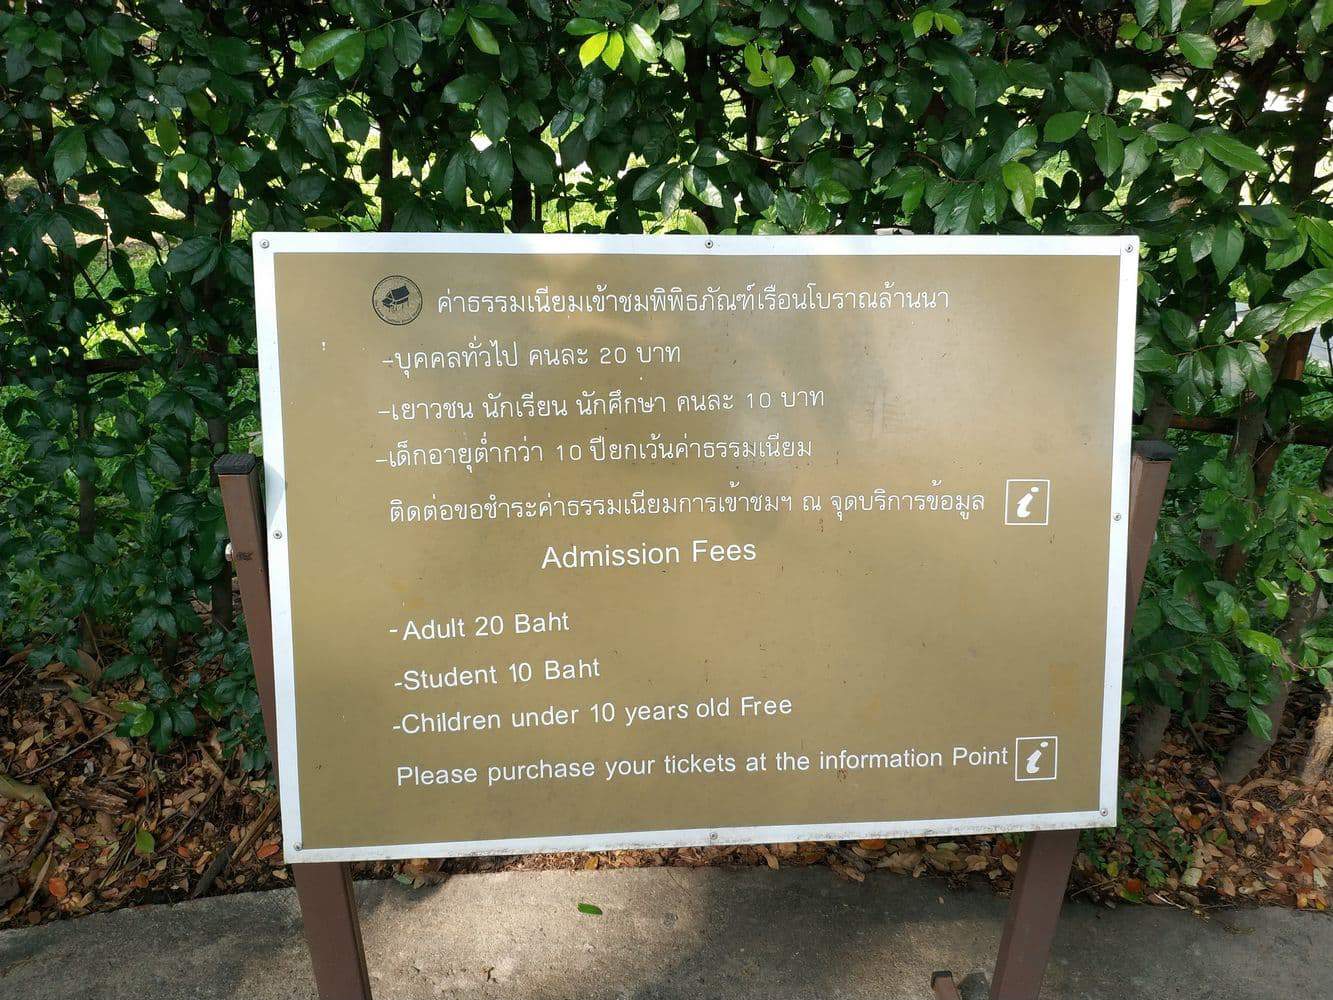 ค่าธรรมเนียมเข้าชมพิพิธภัณฑ์เรือนโบราณล้านนา
-บุคคลทั่วไป คนละ 20 บาท
-เยาวชน นักเรียน นักศึกษา คนละ 10 บาท
-เด็กอายุต่ำกว่า 10 ปียกเว้นค่าธรรมเนียม
ติดต่อขอชำระค่าธรรมเนียมการเข้าชมฯ ณ จุดบริการข้อมูล i
Admission Fees
-Adult 20 Baht
-Student 10 Baht
-Children under 10 years old Free
Please purchase your tickets at the information Point i